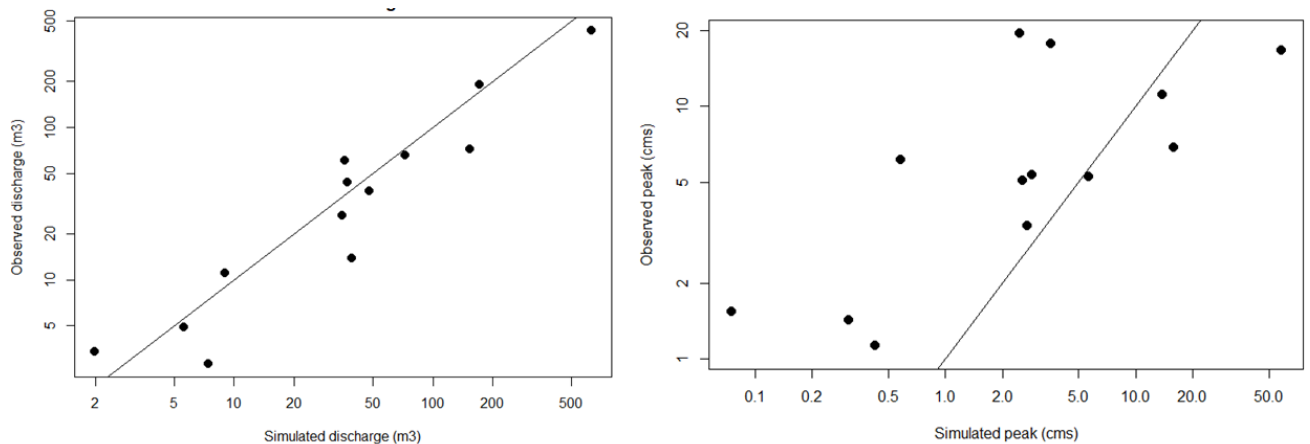 500
200
100
50
20
10
5
Observed discharge (m3)
2 5 10 20 50 100 200 500
Simulated discharge (m3)
20
10
5
2
1
Observed peak (cms)
0.1 0.2 0.5 1.0 2.0 5.0 10.0 20.0 50.0
Simulated peak (cms)